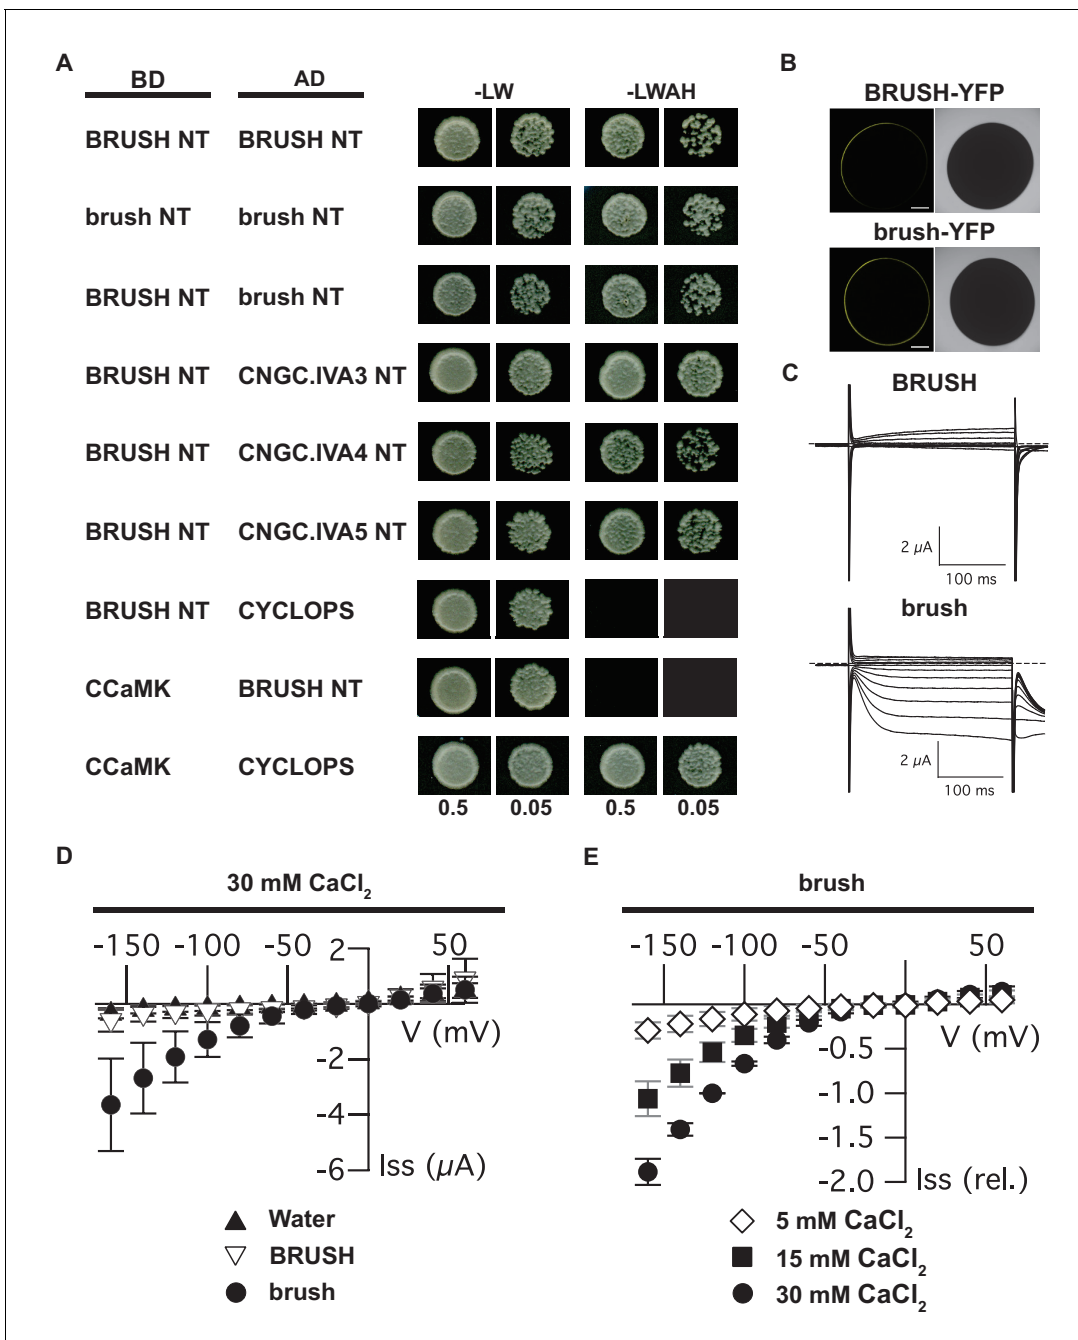 A
BD AD -LW -LWAH
BRUSH NT BRUSH NT
brush NT brush NT
BRUSH NT brush NT
BRUSH NT CNGC.IVA3 NT
BRUSH NT CNGC.IVA4 NT
BRUSH NT CNGC.IVA5 NT
BRUSH NT CYCLOPS
CCaMK BRUSH NT
CCaMK CYCLOPS
0.5 0.05 0.5 0.05
B
BRUSH-YFP
brush-YFP
C
BRUSH
2 µA
100 ms
brush
2 µA
100 ms
D
30 mM CaCl2
-150 -100 -50 2 50
V (mV)
-2
-4
-6 Iss (µA)
Water
BRUSH
brush
E
brush
-150 -100 -50 50
V (mV)
-0.5
-1.0
-1.5
-2.0 Iss (rel.)
5 mM CaCl2
15 mM CaCl2
30 mM CaCl2